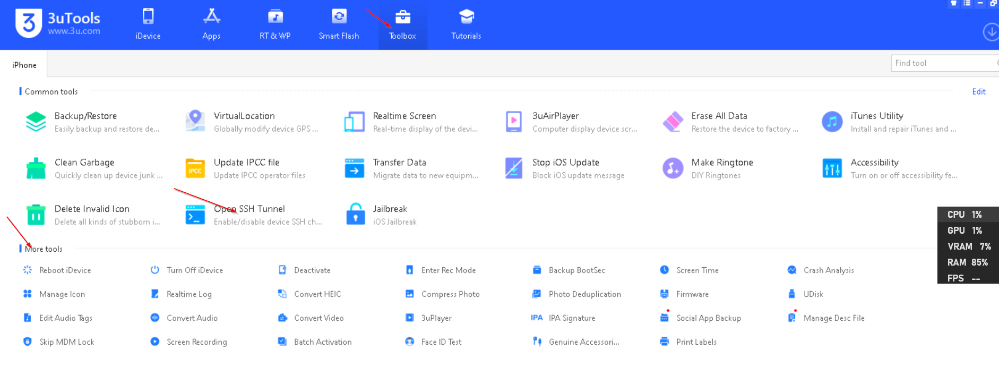 3 3uTools
www.3u.com
iDevice
Apps
RT & WP
Smart Flash
Toolbox
Tutorials
iPhone
Find tool
Common tools
Edit
Backup/Restore
Easily backup and restore de...
VirtualLocation
Globally modify device GPS ...
Realtime Screen
Real-time display of the devi...
3uAirPlayer
Computer display device scr...
Erase All Data
Restore the device to factory ...
iTunes Utility
Install and repair iTunes and ...
Clean Garbage
Quickly clean up device junk ...
IPCC
Update IPCC file
Update IPCC operator files
Transfer Data
Migrate data to new equipm...
Stop iOS Update
Block iOS update message
Make Ringtone
DIY Ringtones
Accessibility
Turn on or off accessibility fe...
Delete Invalid Icon
Delete all kinds of stubborn i...
Open SSH Tunnel
Enable/disable device SSH ch...
Jailbreak
iOS Jailbreak
CPU 1%
GPU 1%
VRAM 7%
RAM 85%
FPS --
More tools
Reboot iDevice
Turn Off iDevice
Deactivate
Enter Rec Mode
Backup BootSec
Screen Time
Crash Analysis
Manage Icon
Realtime Log
Convert HEIC
Compress Photo
Photo Deduplication
Firmware
UDisk
Edit Audio Tags
Convert Audio
Convert Video
3uPlayer
IPA IPA Signature
Social App Backup
Manage Desc File
Skip MDM Lock
Screen Recording
Batch Activation
Face ID Test
Genuine Accessori...
Print Labels